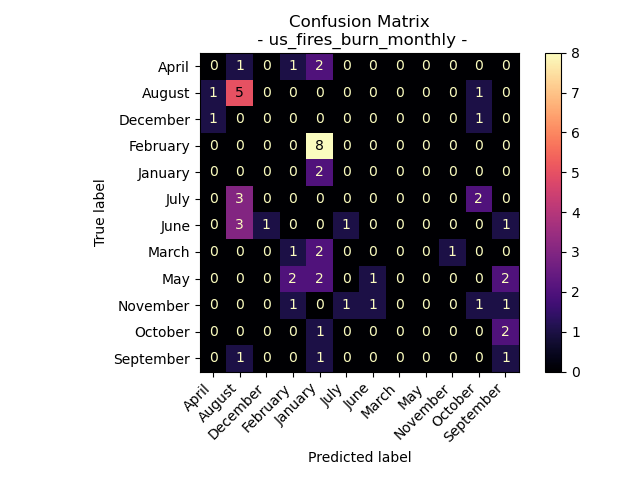 Confusion Matrix
- us_fires_burn_monthly -
True label
April 0 1 0 1 2 0 0 0 0 0 0 0
August 1 5 0 0 0 0 0 0 0 0 1 0
December 1 0 0 0 0 0 0 0 0 0 1 0
February 0 0 0 0 8 0 0 0 0 0 0 0
January 0 0 0 0 2 0 0 0 0 0 0 0
July 0 3 0 0 0 0 0 0 0 0 2 0
June 0 3 1 0 0 1 0 0 0 0 0 1
March 0 0 0 1 2 0 0 0 0 1 0 0
May 0 0 0 2 2 0 1 0 0 0 0 2
November 0 0 0 1 0 1 1 0 0 0 1 1
October 0 0 0 0 1 0 0 0 0 0 0 2
September 0 1 0 0 1 0 0 0 0 0 0 1
April August December February January July June March May November October September
Predicted label
8
7
6
5
4
3
2
1
0